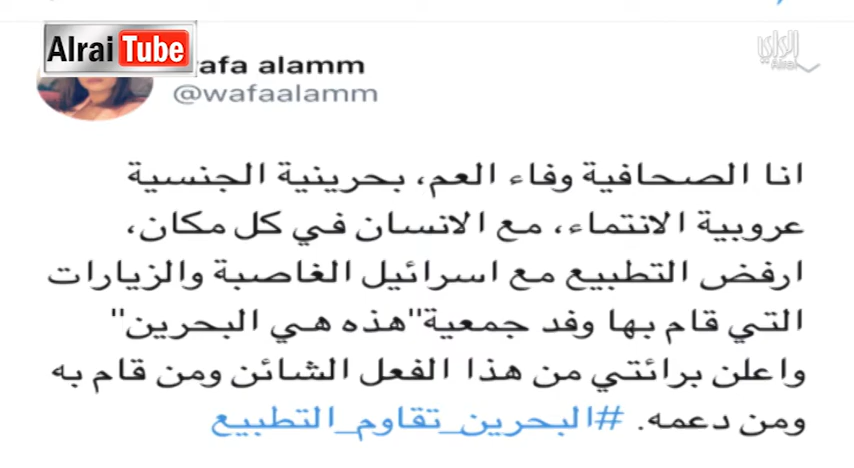 Alrai Tube
الراي
Alrai
afa alamm
@wafaalamm
انا الصحافية وفاء العم، بحرينية الجنسية
عروبية الانتماء، مع الانسان في كل مكان،
ارفض التطبيع مع اسرائيل الغاصبة والزيارات
التي قام بها وفد جمعية"هذه هي البحرين"
واعلن برائتي من هذا الفعل الشائن ومن قام به
ومن دعمه. #البحرين_تقاوم_التطبيع